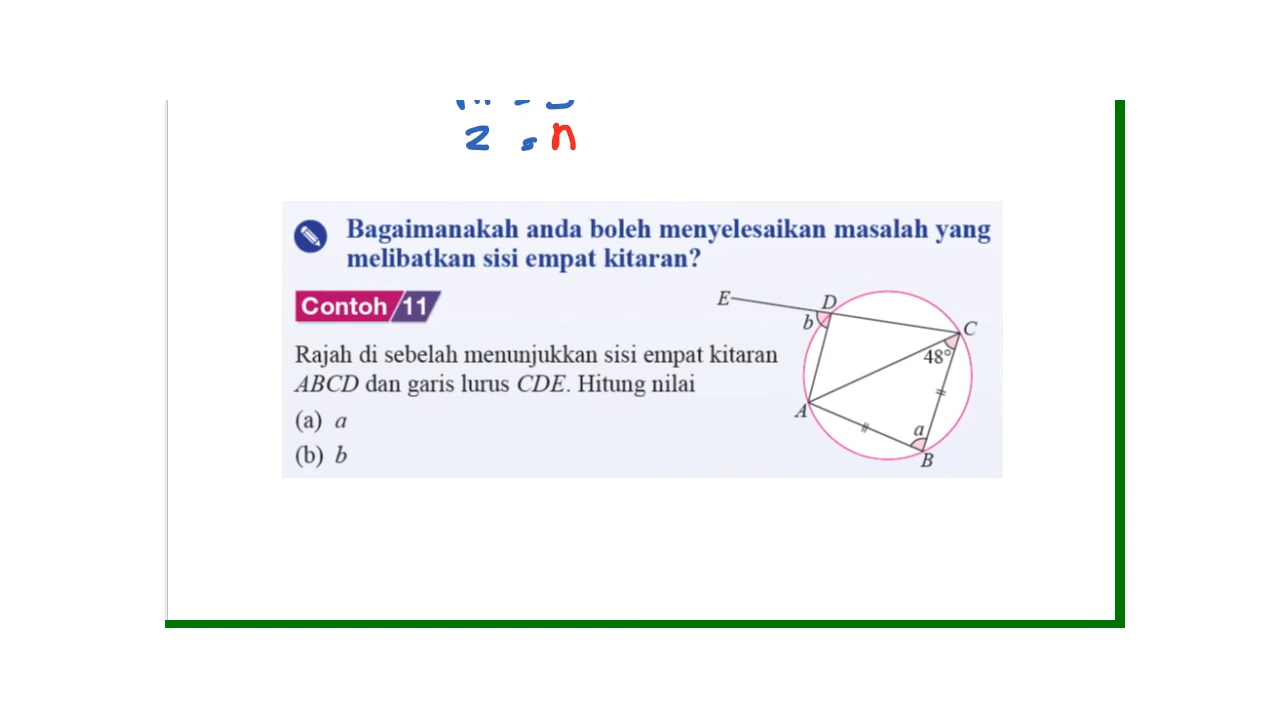 2 = n
Bagaimanakah anda boleh menyelesaikan masalah yang
melibatkan sisi empat kitaran?
Contoh 11
Rajah di sebelah menunjukkan sisi empat kitaran
ABCD dan garis lurus CDE. Hitung nilai
(a) a
(b) b
E
D
b
C
48°
A
a
B